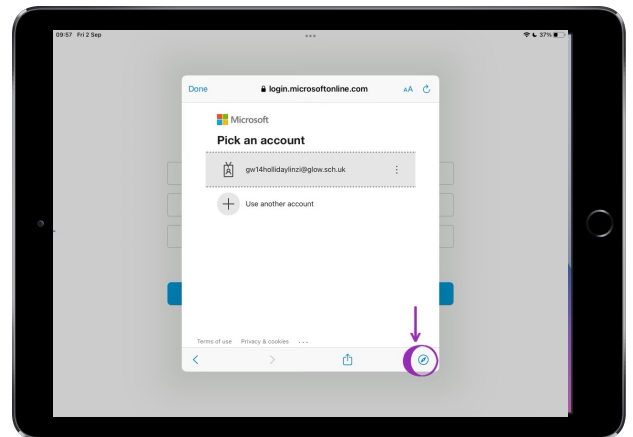 09:57 Fri 2 Sep
37%
Done
login.microsoftonline.com
AA
Microsoft
Pick an account
gw14hollidaylinzi@glow.sch.uk
Use another account
Terms of use Privacy & cookies ...